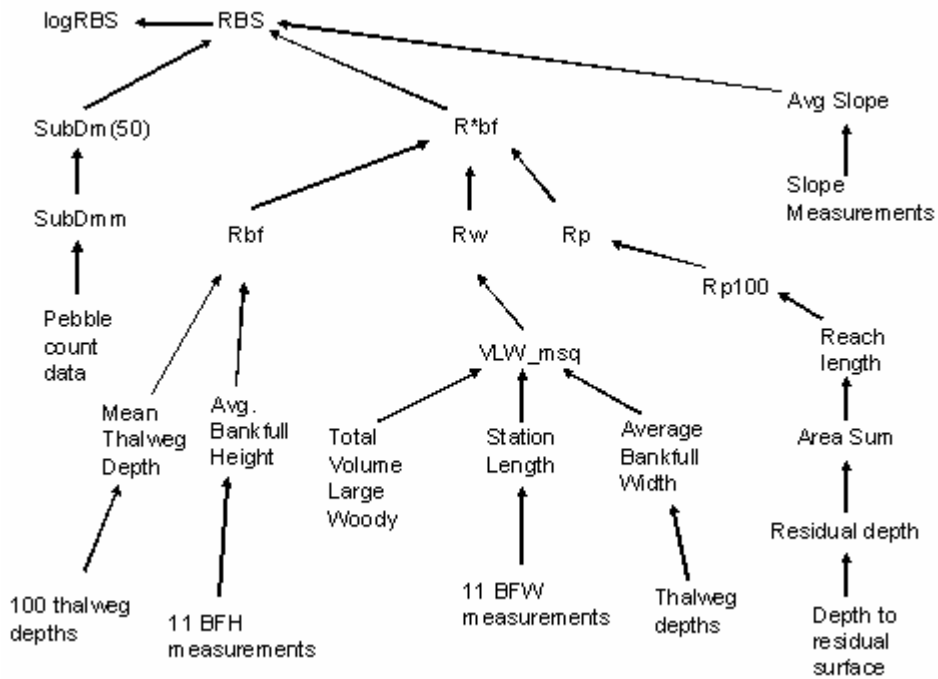 logRBS
RBS
Avg Slope
SubDm(50)
R*bf
Slope
Measurements
SubDmm
Rbf
Rw
Rp
Rp100
Pebble
count
data
Reach
length
VLW_msq
Mean
Thalweg
Depth
Avg.
Bankfull
Height
Total
Volume
Large
Woody
Station
Length
Average
Bankfull
Width
Area Sum
Residual depth
100 thalweg
depths
11 BFH
measurements
11 BFW
measurements
Thalweg
depths
Depth to
residual
surface